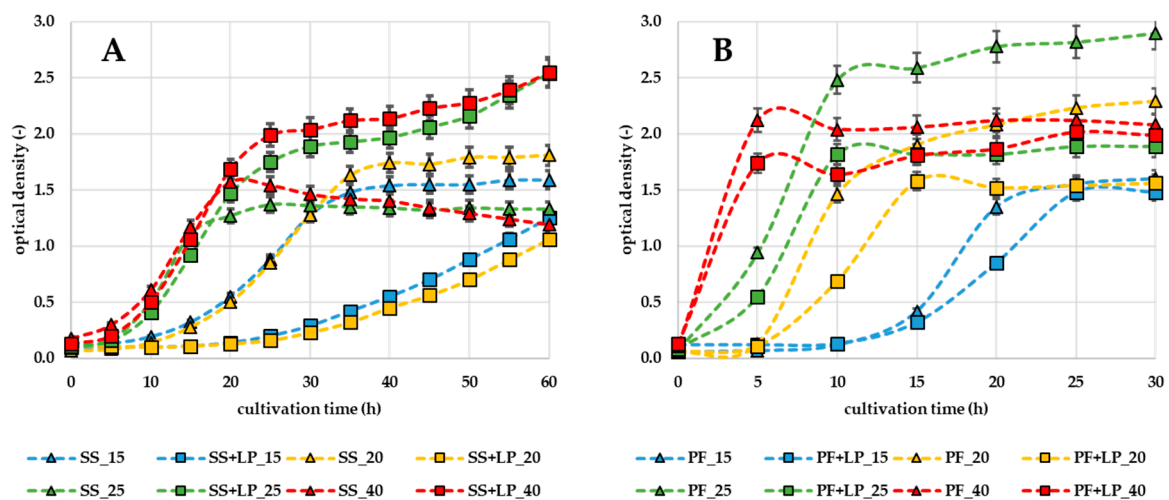 A
optical density (-)
3.0
2.5
2.0
1.5
1.0
0.5
0.0
0 10 20 30 40 50 60
cultivation time (h)
SS_15 SS+LP_15 SS_20 SS+LP_20
SS_25 SS+LP_25 SS_40 SS+LP_40
B
optical density (-)
3.0
2.5
2.0
1.5
1.0
0.5
0.0
0 5 10 15 20 25 30
cultivation time (h)
PF_15 PF+LP_15 PF_20 PF+LP_20
PF_25 PF+LP_25 PF_40 PF+LP_40